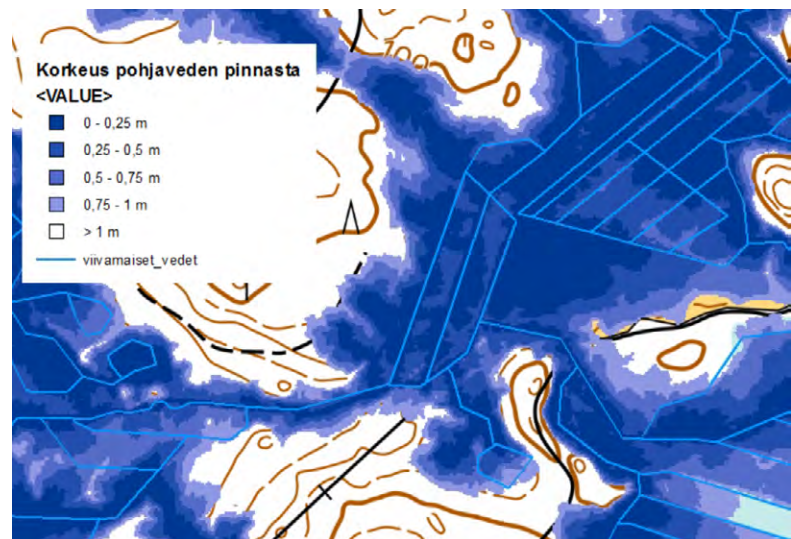 Korkeus pohjaveden pinnasta
<VALUE>
0 - 0,25 m
0,25 - 0,5 m
0,5 - 0,75 m
0,75 - 1 m
> 1 m
viivamaiset_vedet
100